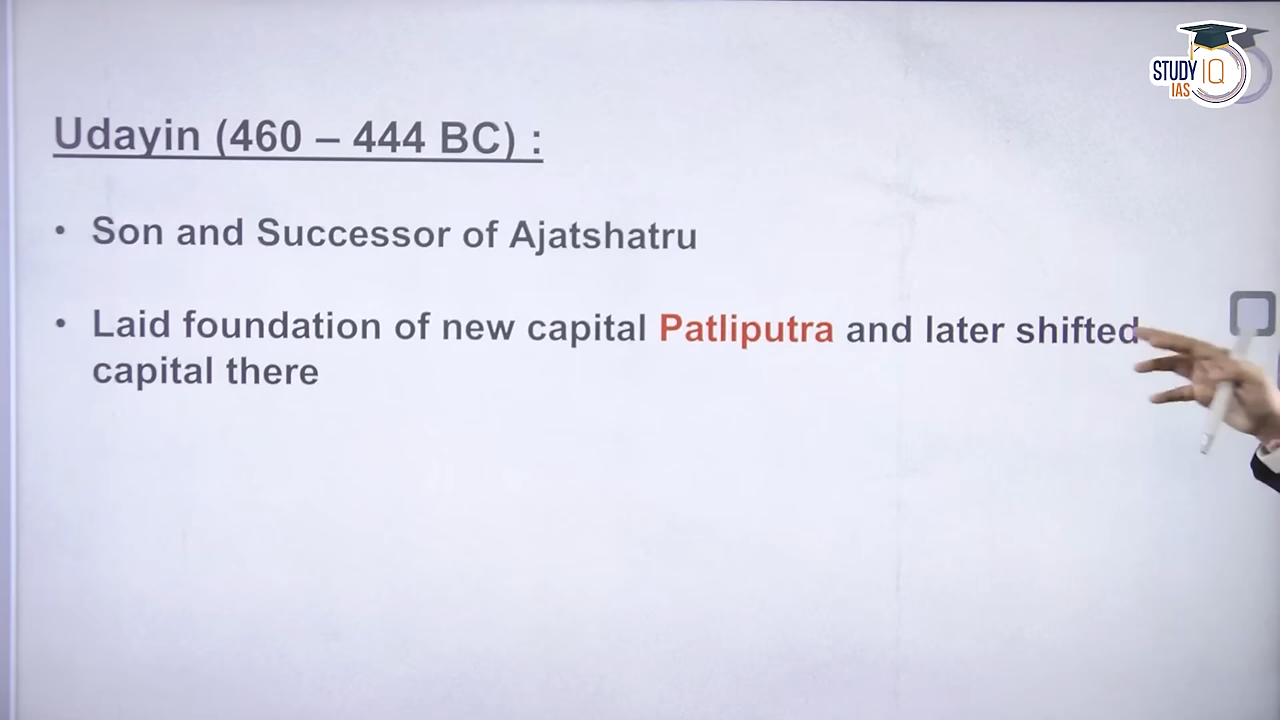 STUDY IQ
IAS
Udayin (460 – 444 BC) :
• Son and Successor of Ajatshatru
• Laid foundation of new capital Patliputra and later shifted
capital there